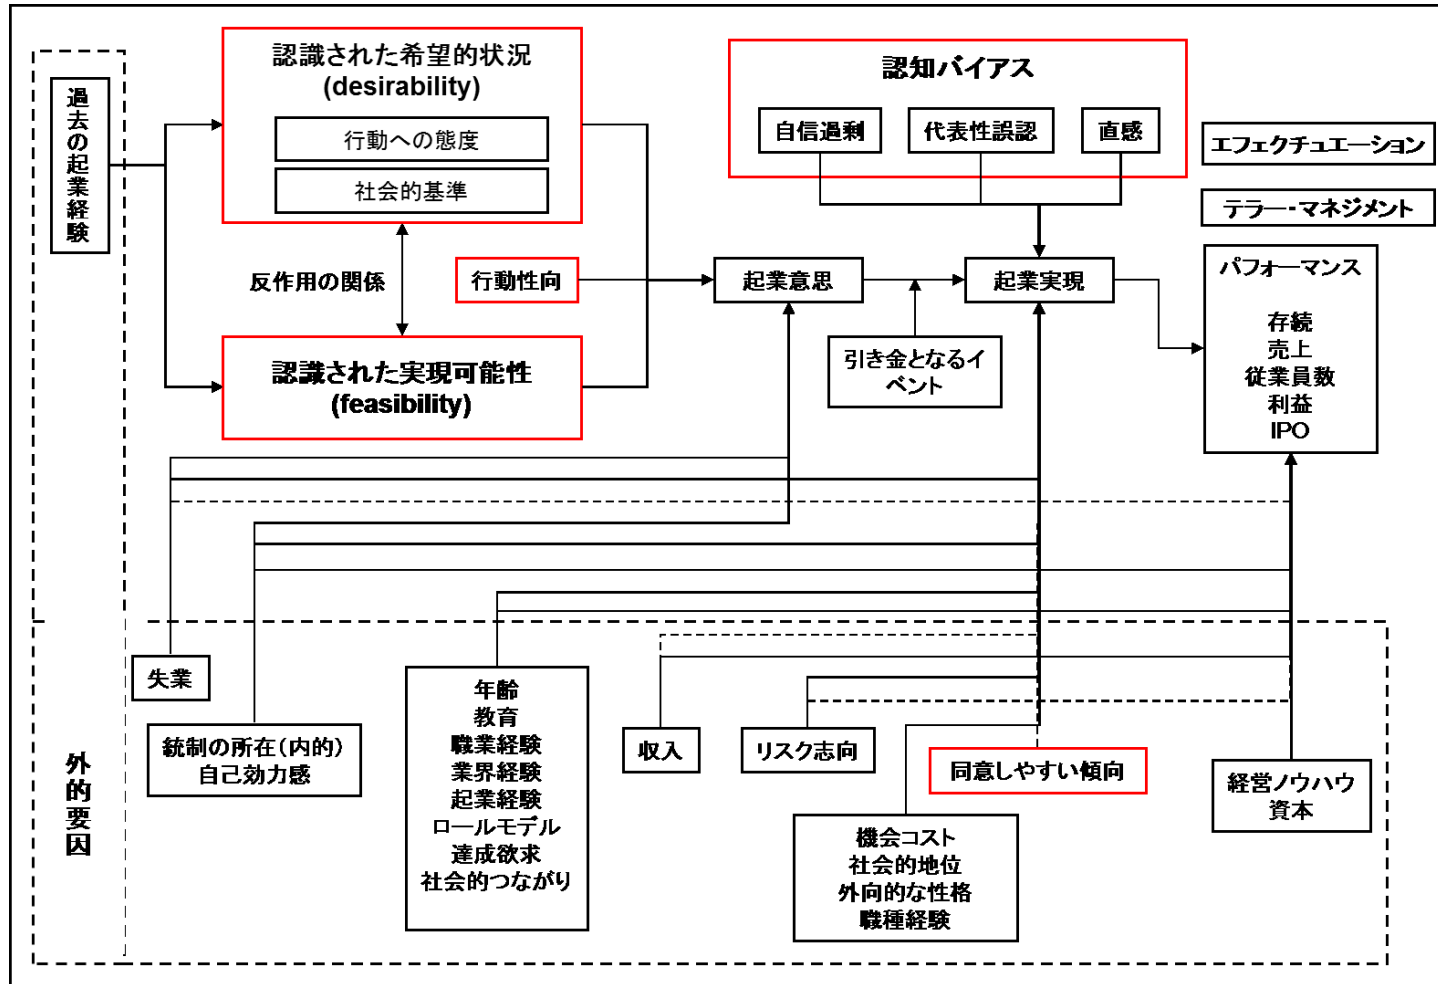 過去の起業経験
認識された希望的状況
(desirability)
行動への態度
社会的基準
反作用の関係
行動性向
認識された実現可能性
(feasibility)
認知バイアス
自信過剰
代表性誤認
直感
エフェクチュエーション
テラー・マネジメント
起業意思
起業実現
引き金となるイ
ベント
パフォーマンス
存続
売上
従業員数
利益
IPO
外的要因
失業
統制の所在(内的)
自己効力感
年齢
教育
職業経験
業界経験
起業経験
ロールモデル
達成欲求
社会的つながり
収入
リスク志向
同意しやすい傾向
機会コスト
社会的地位
外向的な性格
職種経験
経営ノウハウ
資本